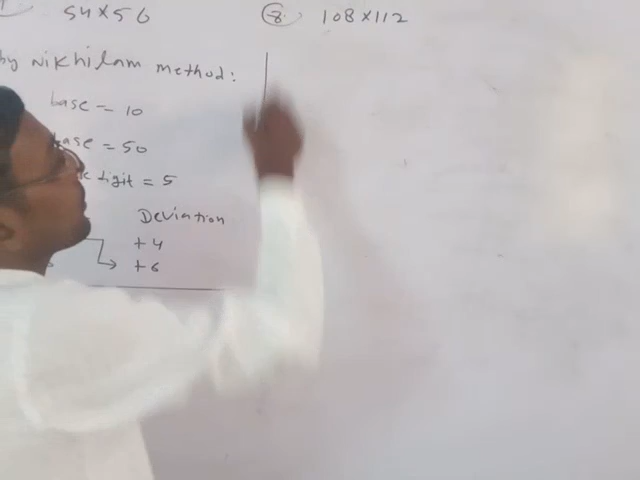 54×56
8. 108×112
by Nikhilam method:
base = 10
base = 50
digit = 5
Deviation
+4
+6